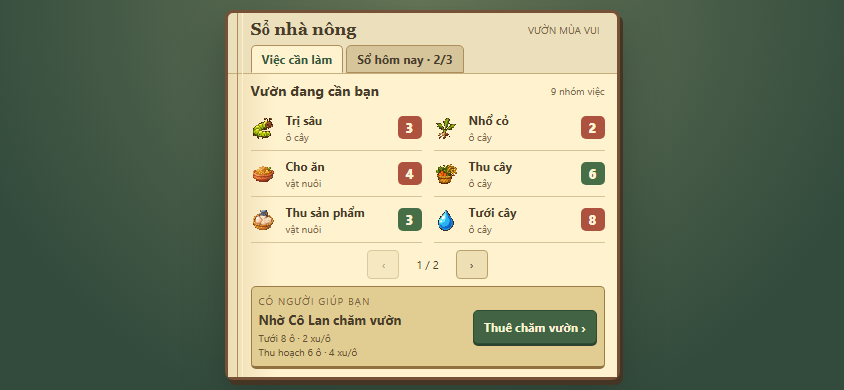 Sổ nhà nông
VƯỜN MÙA VUI
Việc cần làm
Sổ hôm nay · 2/3
Vườn đang cần bạn
9 nhóm việc
Trị sâu
ô cây
3
Nhổ cỏ
ô cây
2
Cho ăn
vật nuôi
4
Thu cây
ô cây
6
Thu sản phẩm
vật nuôi
3
Tưới cây
ô cây
8
‹
1 / 2
›
CÓ NGƯỜI GIÚP BẠN
Nhờ Cô Lan chăm vườn
Tưới 8 ô · 2 xu/ô
Thu hoạch 6 ô · 4 xu/ô
Thuê chăm vườn ›